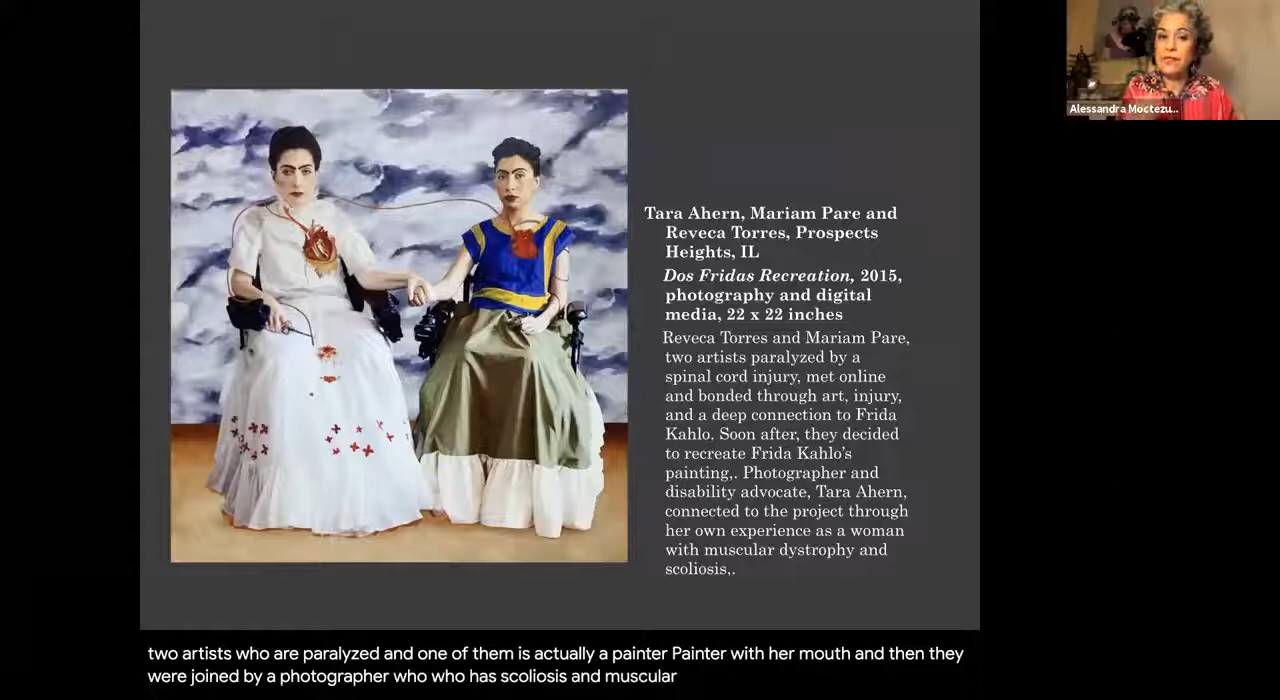 Alessandra Moctezu...
Tara Ahern, Mariam Pare and
Reveca Torres, Prospects
Heights, IL
Dos Fridas Recreation, 2015,
photography and digital
media, 22 x 22 inches
Reveca Torres and Mariam Pare,
two artists paralyzed by a
spinal cord injury, met online
and bonded through art, injury,
and a deep connection to Frida
Kahlo. Soon after, they decided
to recreate Frida Kahlo's
painting,. Photographer and
disability advocate, Tara Ahern,
connected to the project through
her own experience as a woman
with muscular dystrophy and
scoliosis,.
two artists who are paralyzed and one of them is actually a painter Painter with her mouth and then they
were joined by a photographer who who has scoliosis and muscular